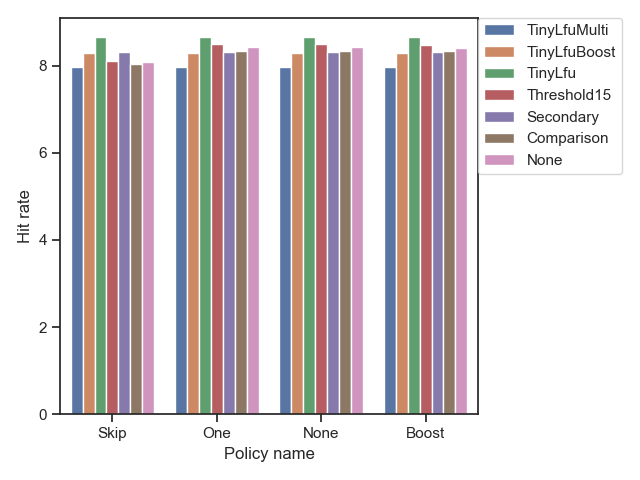 8
6
4
2
0
Hit rate
Skip
One
None
Boost
Policy name
TinyLfuMulti
TinyLfuBoost
TinyLfu
Threshold15
Secondary
Comparison
None